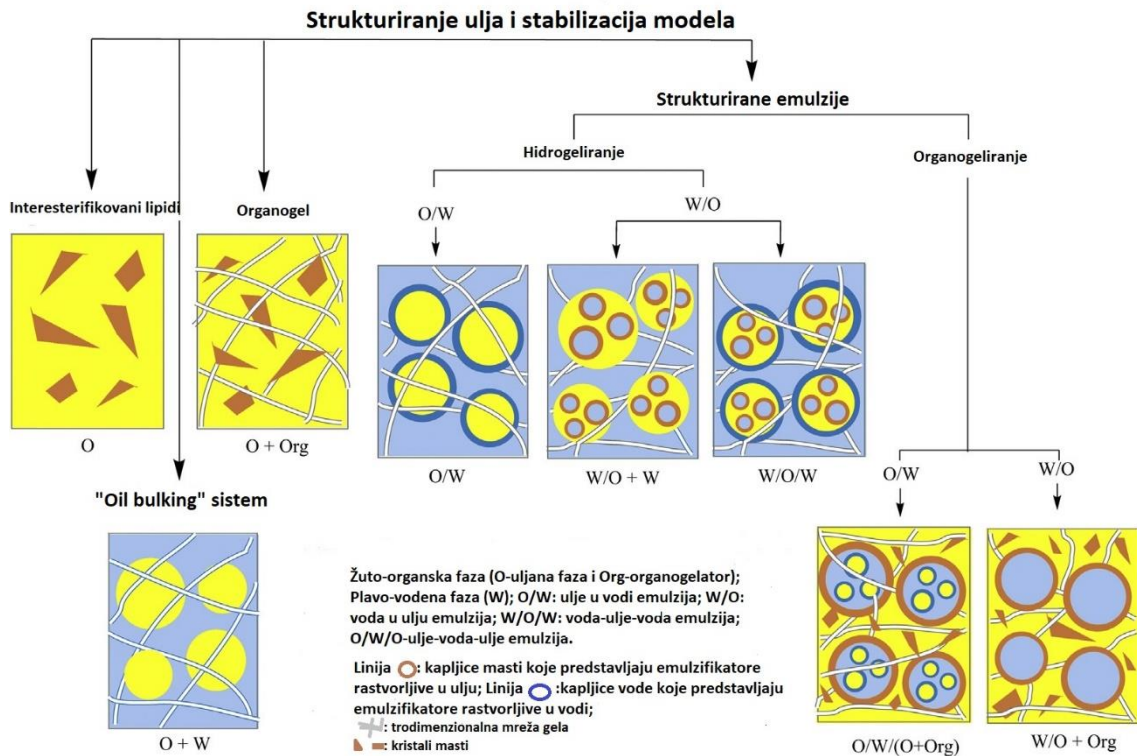 Strukturiranje ulja i stabilizacija modela
Strukturirane emulzije
Hidrogeliranje
Organogeliranje
Interesterifikovani lipidi
Organogel
O/W
W/O
O
O + Org
O/W
W/O + W
W/O/W
O/W
W/O
"Oil bulking" sistem
O + W
Žuto-organska faza (O-uljana faza i Org-organogelator);
Plavo-vodena faza (W); O/W: ulje u vodi emulzija; W/O:
voda u ulju emulzija; W/O/W: voda-ulje-voda emulzija;
O/W/O-ulje-voda-ulje emulzija.
Linija : kapljice masti koje predstavljaju emulzifikatore
rastvorljive u ulju; Linija :kapljice vode koje predstavljaju
emulzifikatore rastvorljive u vodi;
: trodimenzionalna mreža gela
: kristali masti
O/W/(O+Org)
W/O + Org